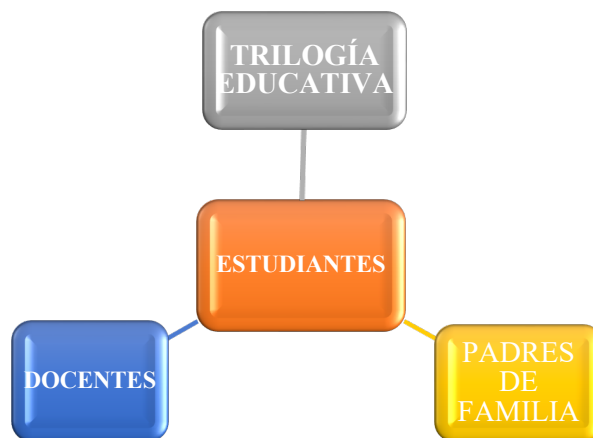 TRILOGÍA
EDUCATIVA
ESTUDIANTES
DOCENTES
PADRES
DE
FAMILIA